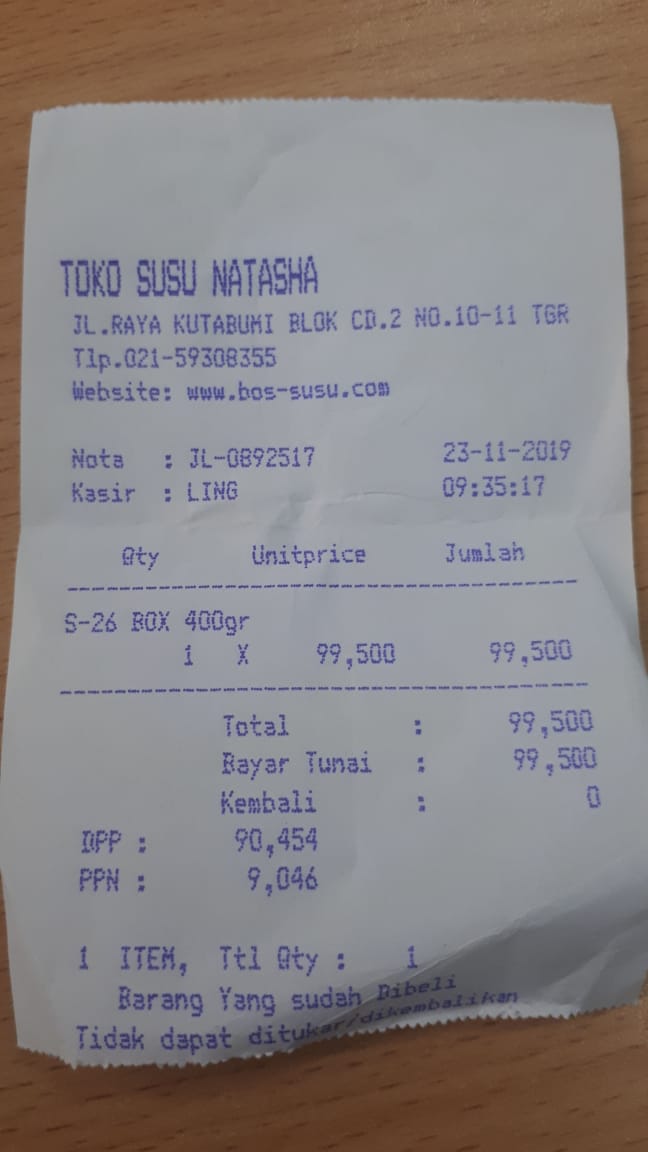 TOKO SUSU NATASHA
JL.RAYA KUTABUMI BLOK CD.2 NO.10-11 TGR
Tlp.021-59308355
Website: www.bos-susu.com
Nota : JL-0892517 23-11-2019
Kasir : LING 09:35:17
Qty Unitprice Jumlah
S-26 BOX 400gr
1 X 99,500 99,500
Total : 99,500
Bayar Tunai : 99,500
Kembali : 0
DPP : 90,454
PPN : 9,046
1 ITEM, Ttl Qty : 1
Barang Yang sudah Dibeli
Tidak dapat ditukar/dikembalikan